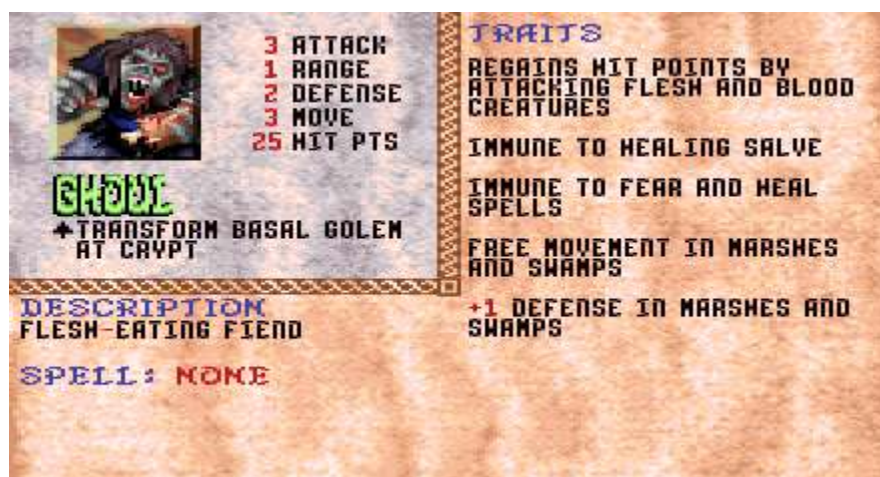 3 ATTACK
1 RANGE
2 DEFENSE
3 MOVE
25 HIT PTS
GHOUL
TRANSFORM BASAL GOLEM
AT CRYPT
DESCRIPTION
FLESH-EATING FIEND
SPELL: NONE
TRAITS
REGAINS HIT POINTS BY
ATTACKING FLESH AND BLOOD
CREATURES
IMMUNE TO HEALING SALVE
IMMUNE TO FEAR AND HEAL
SPELLS
FREE MOVEMENT IN MARSHES
AND SWAMPS
+1 DEFENSE IN MARSHES AND
SWAMPS